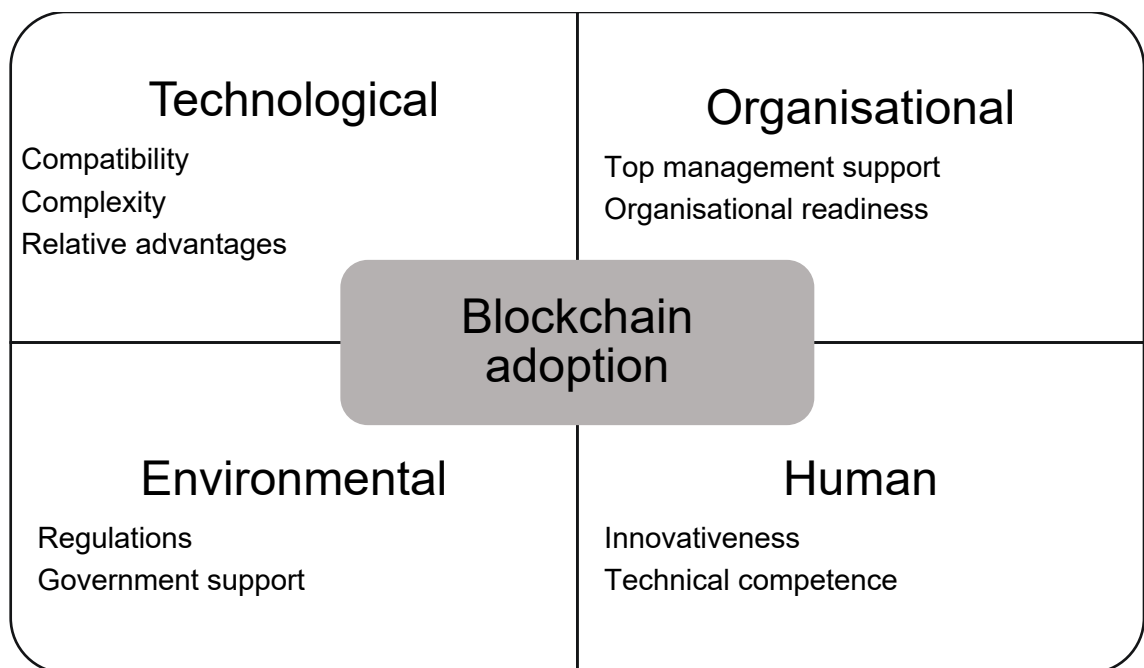 Technological
Compatibility
Complexity
Relative advantages
Organisational
Top management support
Organisational readiness
Blockchain
adoption
Environmental
Regulations
Government support
Human
Innovativeness
Technical competence